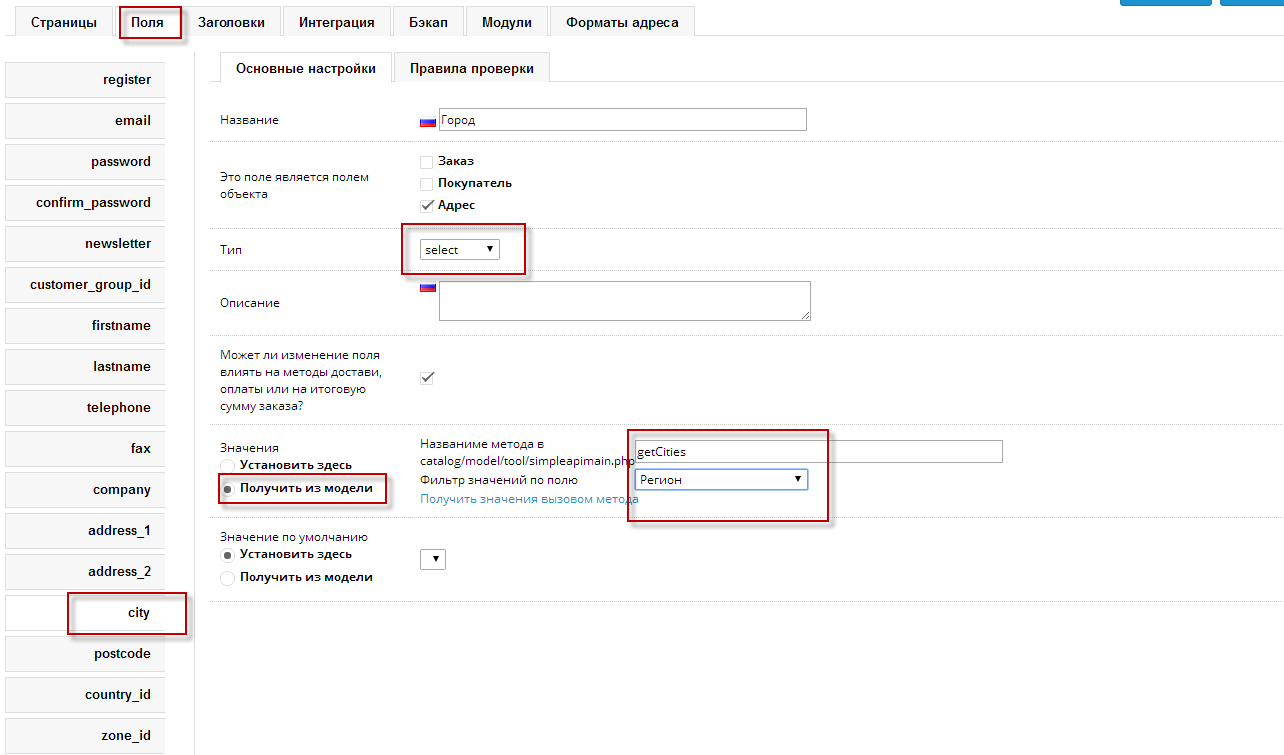 Страницы
Поля
Заголовки
Интеграция
Бэкап
Модули
Форматы адреса
register
email
password
confirm_password
newsletter
customer_group_id
firstname
lastname
telephone
fax
company
address_1
address_2
city
postcode
country_id
zone_id
Основные настройки
Правила проверки
Название
Город
Это поле является полем
объекта
Заказ
Покупатель
Адрес
Тип
select
Описание
Может ли изменение поля
влиять на методы достави,
оплаты или на итоговую
сумму заказа?
Значения
Установить здесь
Получить из модели
Названиме метода в
catalog/model/tool/simpleapimain.php
getCities
Фильтр значений по полю
Регион
Получить значения вызовом метода
Значение по умолчанию
Установить здесь
Получить из модели